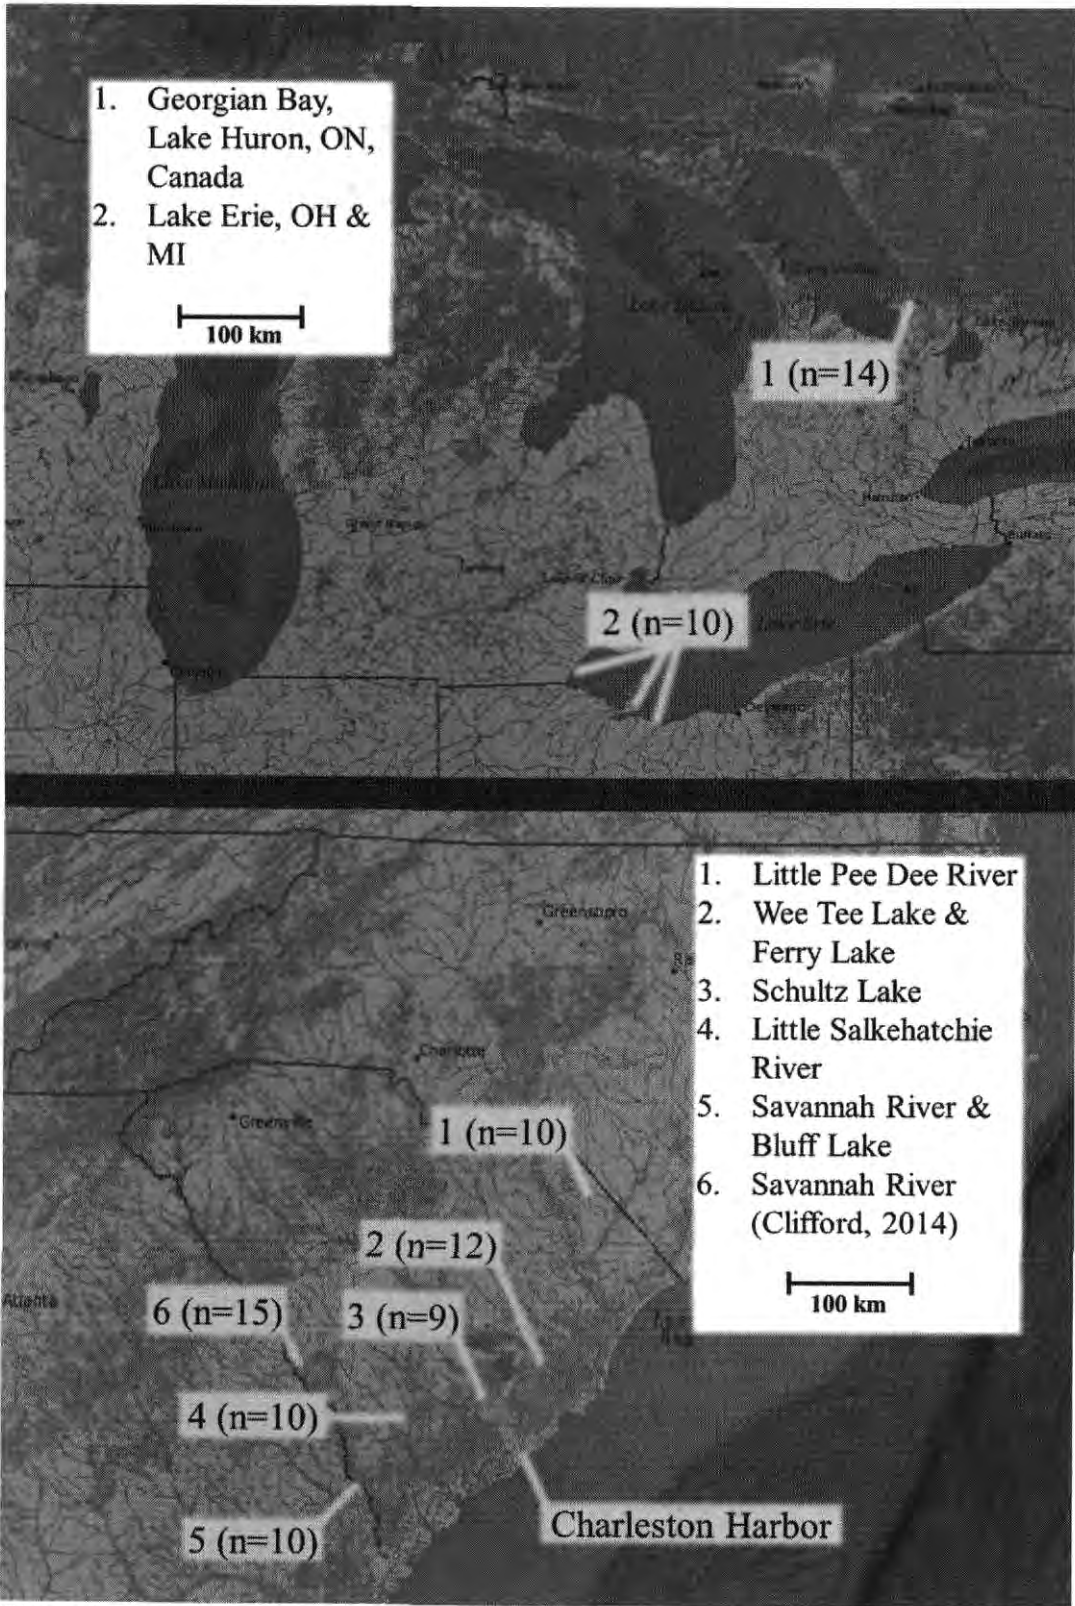 1. Georgian Bay,
Lake Huron, ON,
Canada
2. Lake Erie, OH &
MI
100 km
1 (n=14)
2 (n=10)
Lake Erie
1. Little Pee Dee River
2. Wee Tee Lake &
Ferry Lake
3. Schultz Lake
4. Little Salkehatchie
River
5. Savannah River &
Bluff Lake
6. Savannah River
(Clifford, 2014)
100 km
Greensboro
Charlotte
Greenville
Atlanta
1 (n=10)
2 (n=12)
6 (n=15)
3 (n=9)
4 (n=10)
5 (n=10)
Charleston Harbor